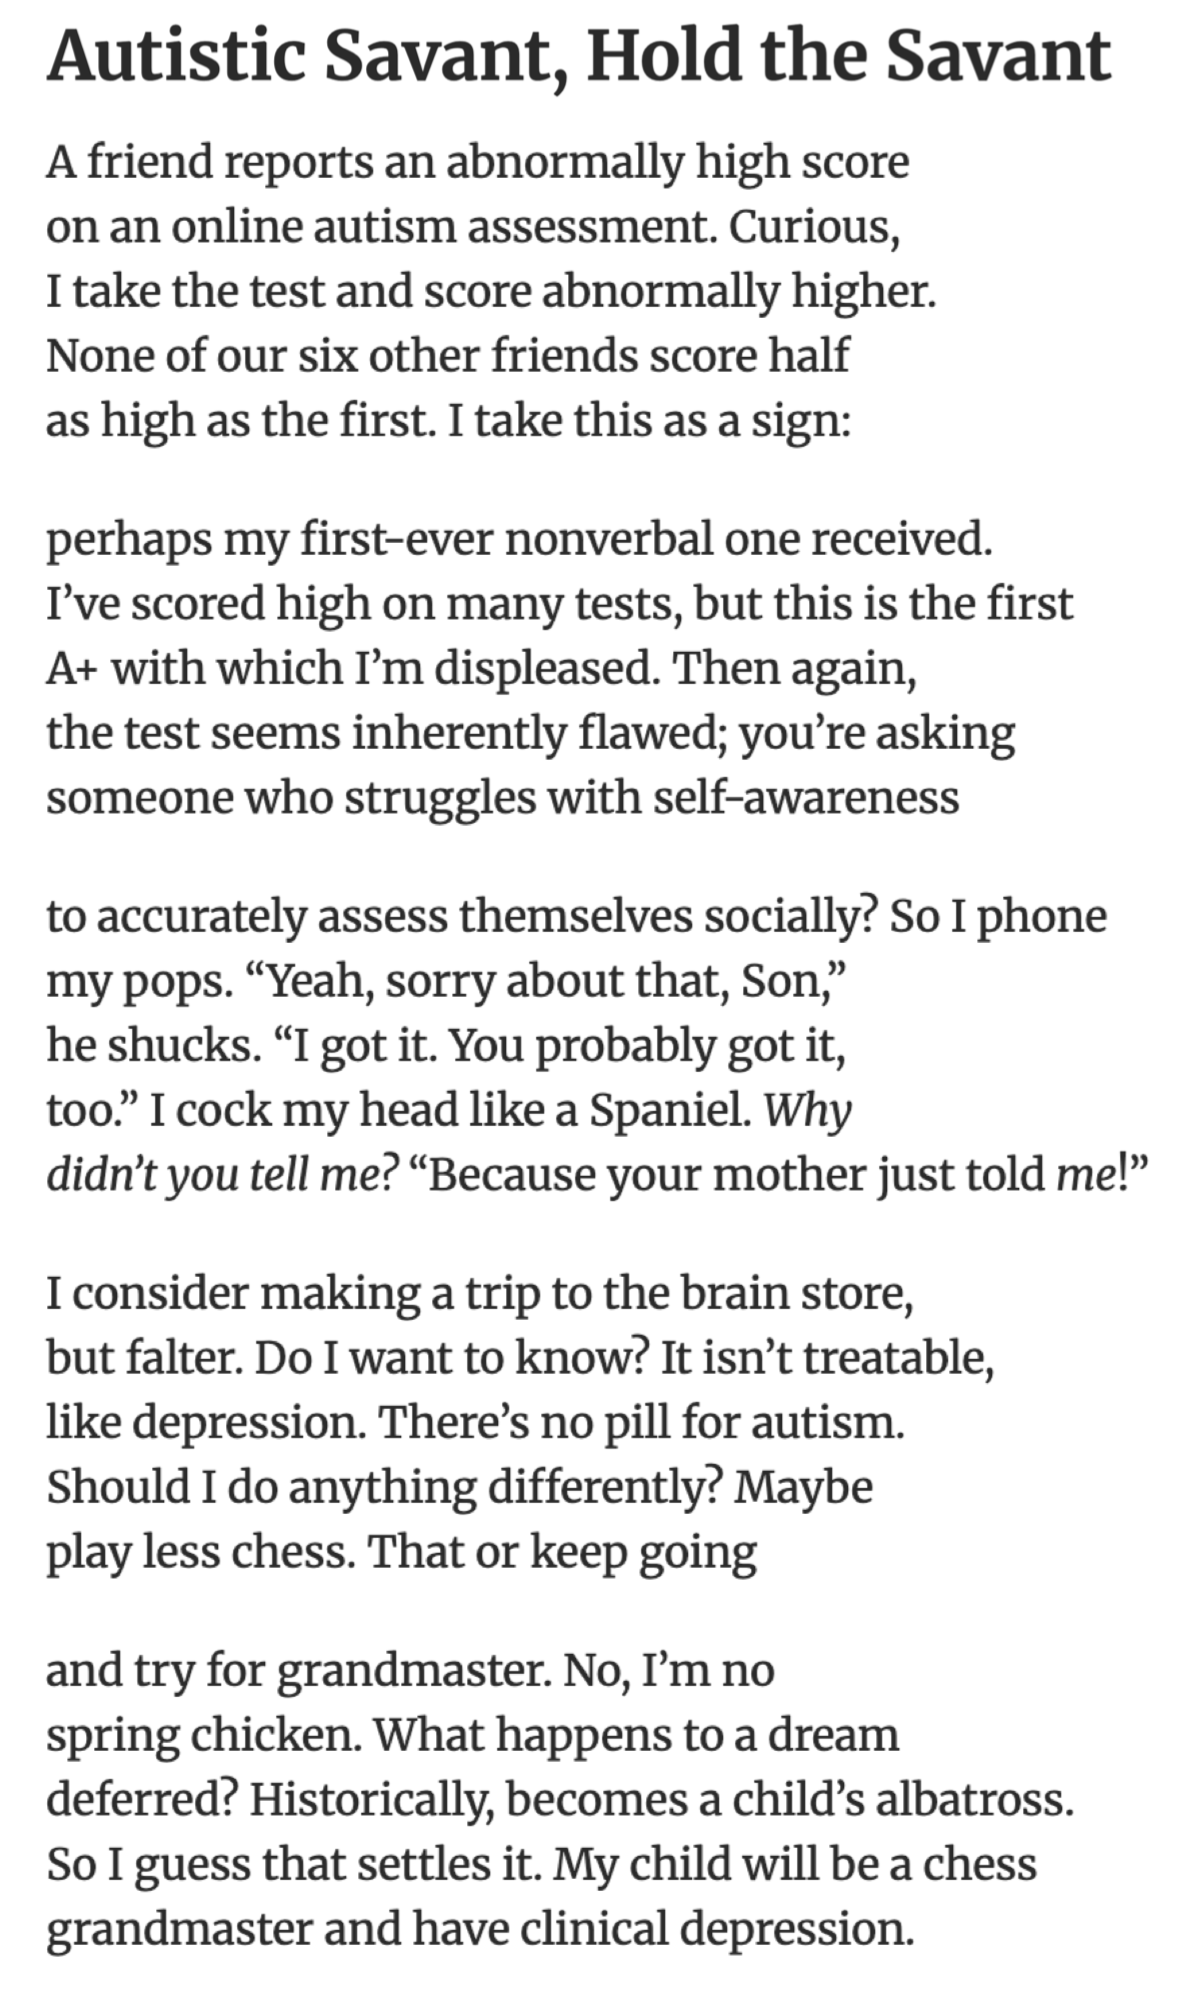 Autistic Savant, Hold the Savant
A friend reports an abnormally high score
on an online autism assessment. Curious,
I take the test and score abnormally higher.
None of our six other friends score half
as high as the first. I take this as a sign:
perhaps my first-ever nonverbal one received.
I’ve scored high on many tests, but this is the first
A+ with which I’m displeased. Then again,
the test seems inherently flawed; you’re asking
someone who struggles with self-awareness
to accurately assess themselves socially? So I phone
my pops. “Yeah, sorry about that, Son,”
he shucks. “I got it. You probably got it,
too.” I cock my head like a Spaniel. Why
didn’t you tell me? “Because your mother just told me!”
I consider making a trip to the brain store,
but falter. Do I want to know? It isn’t treatable,
like depression. There’s no pill for autism.
Should I do anything differently? Maybe
play less chess. That or keep going
and try for grandmaster. No, I’m no
spring chicken. What happens to a dream
deferred? Historically, becomes a child’s albatross.
So I guess that settles it. My child will be a chess
grandmaster and have clinical depression.